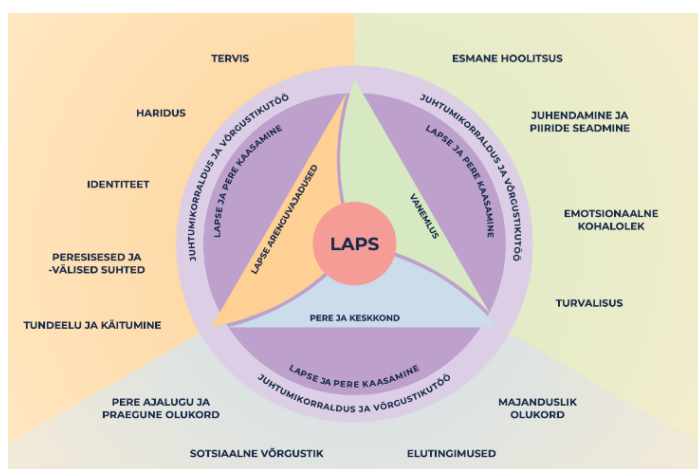 TERVIS
HARIDUS
IDENTITEET
PERESISESED JA
-VÄLISED SUHTED
TUNDEELU JA KÄITUMINE
ESMANE HOOLITSUS
JUHENDAMINE JA
PIIRIDE SEADMINE
EMOTSIONAALNE
KOHALOLEK
TURVALISUS
JUHTUMIKORRALDUS JA VÕRGUSTIKUTÖÖ
LAPSE JA PERE KAASAMINE
LAPSE ARENGUVAJADUSED
JUHTUMIKORRALDUS JA VÕRGUSTIKUTÖÖ
LAPSE JA PERE KAASAMINE
VANEMLUS
LAPS
PERE JA KESKKOND
LAPSE JA PERE KAASAMINE
JUHTUMIKORRALDUS JA VÕRGUSTIKUTÖÖ
PERE AJALUGU JA
PRAEGUNE OLUKORD
SOTSIAALNE VÕRGUSTIK
ELUTINGIMUSED
MAJANDUSLIK
OLUKORD